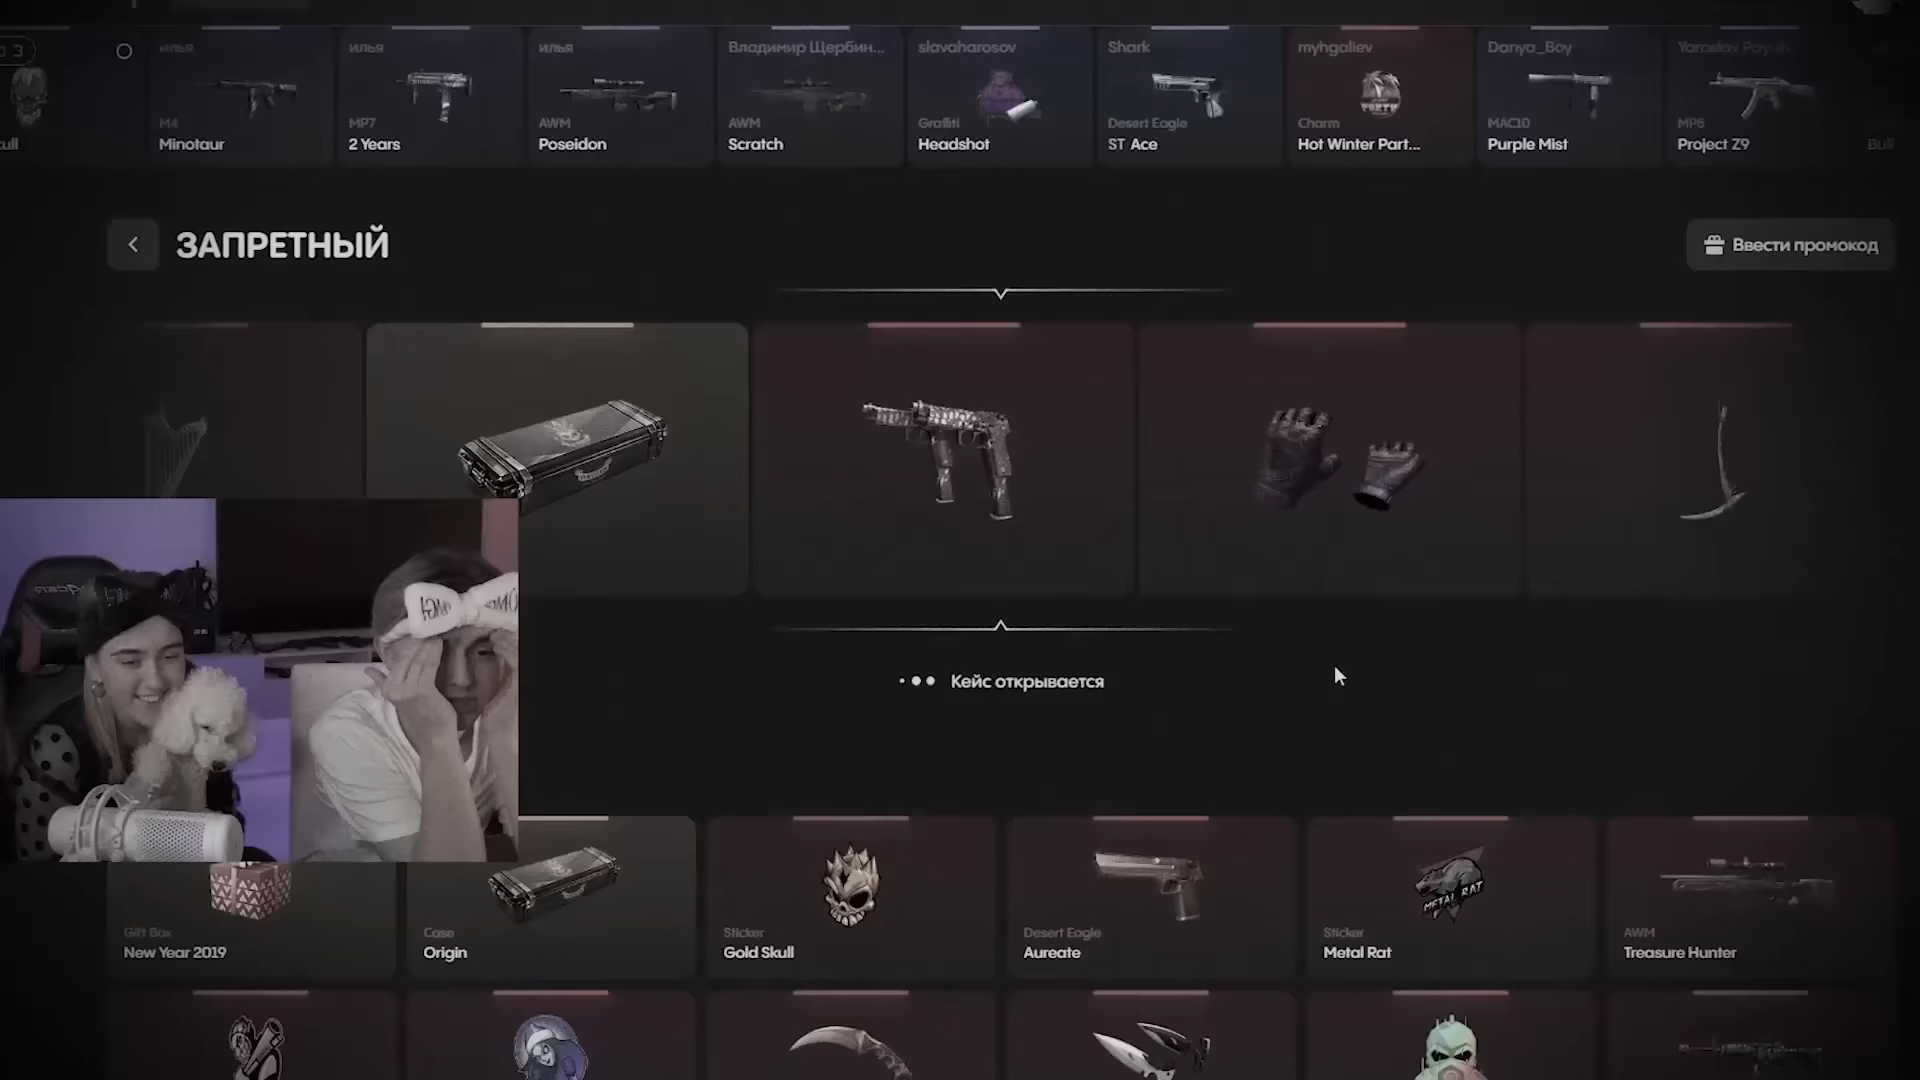 илья
илья
илья
Владимир Щербин...
slavaharosov
Shark
myhgaliev
Danya_Boy
M4
MP7
AWM
AWM
Graffiti
Desert Eagle
Charm
MAC10
MP5
Minotaur
2 Years
Poseidon
Scratch
Headshot
ST Ace
Hot Winter Part...
Purple Mist
Project Z9
Bull
ЗАПРЕТНЫЙ
Ввести промокод
Кейс открывается
Gift Box
New Year 2019
Case
Origin
Sticker
Gold Skull
Desert Eagle
Aureate
METAL RAT
Sticker
Metal Rat
AWM
Treasure Hunter